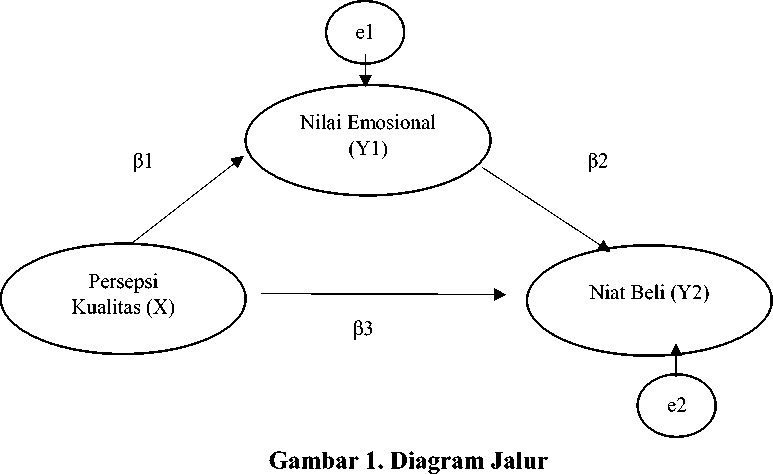 e1
Nilai Emosional
(Y1)
β1
β2
Persepsi
Kualitas (X)
Niat Beli (Y2)
β3
e2
Gambar 1. Diagram Jalur